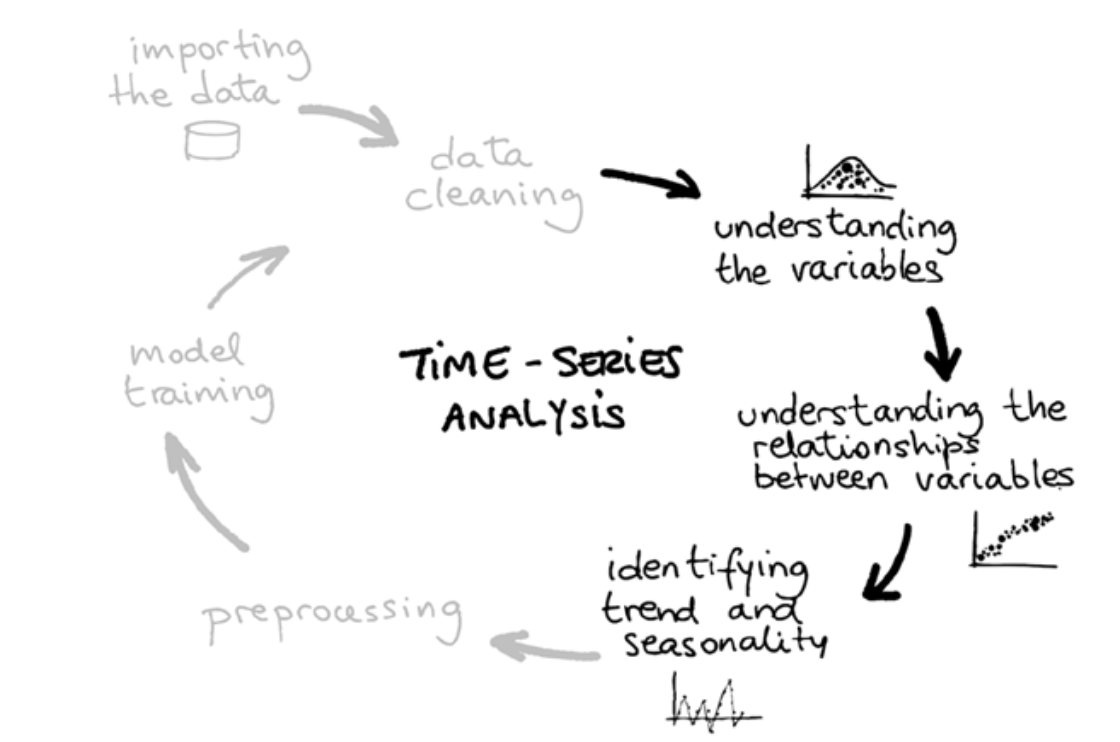 importing
the data
data
cleaning
understanding
the variables
understanding the
relationships
between variables
identifying
trend and
seasonality
preprocessing
model
training
TiME - SERIES
ANALYSiS